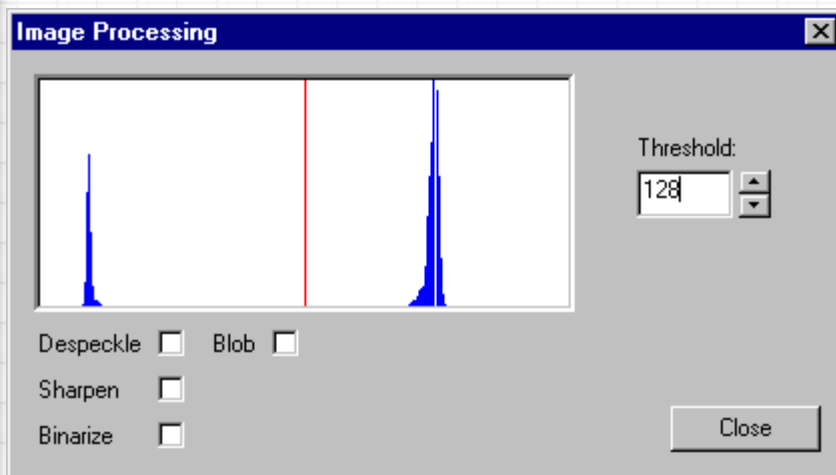 Image Processing
Threshold:
128
Despeckle Blob
Sharpen
Binarize
Close